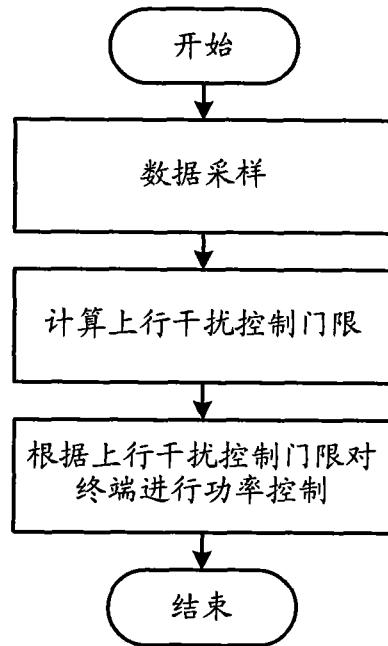 开始
数据采样
计算上行干扰控制门限
根据上行干扰控制门限对
终端进行功率控制
结束